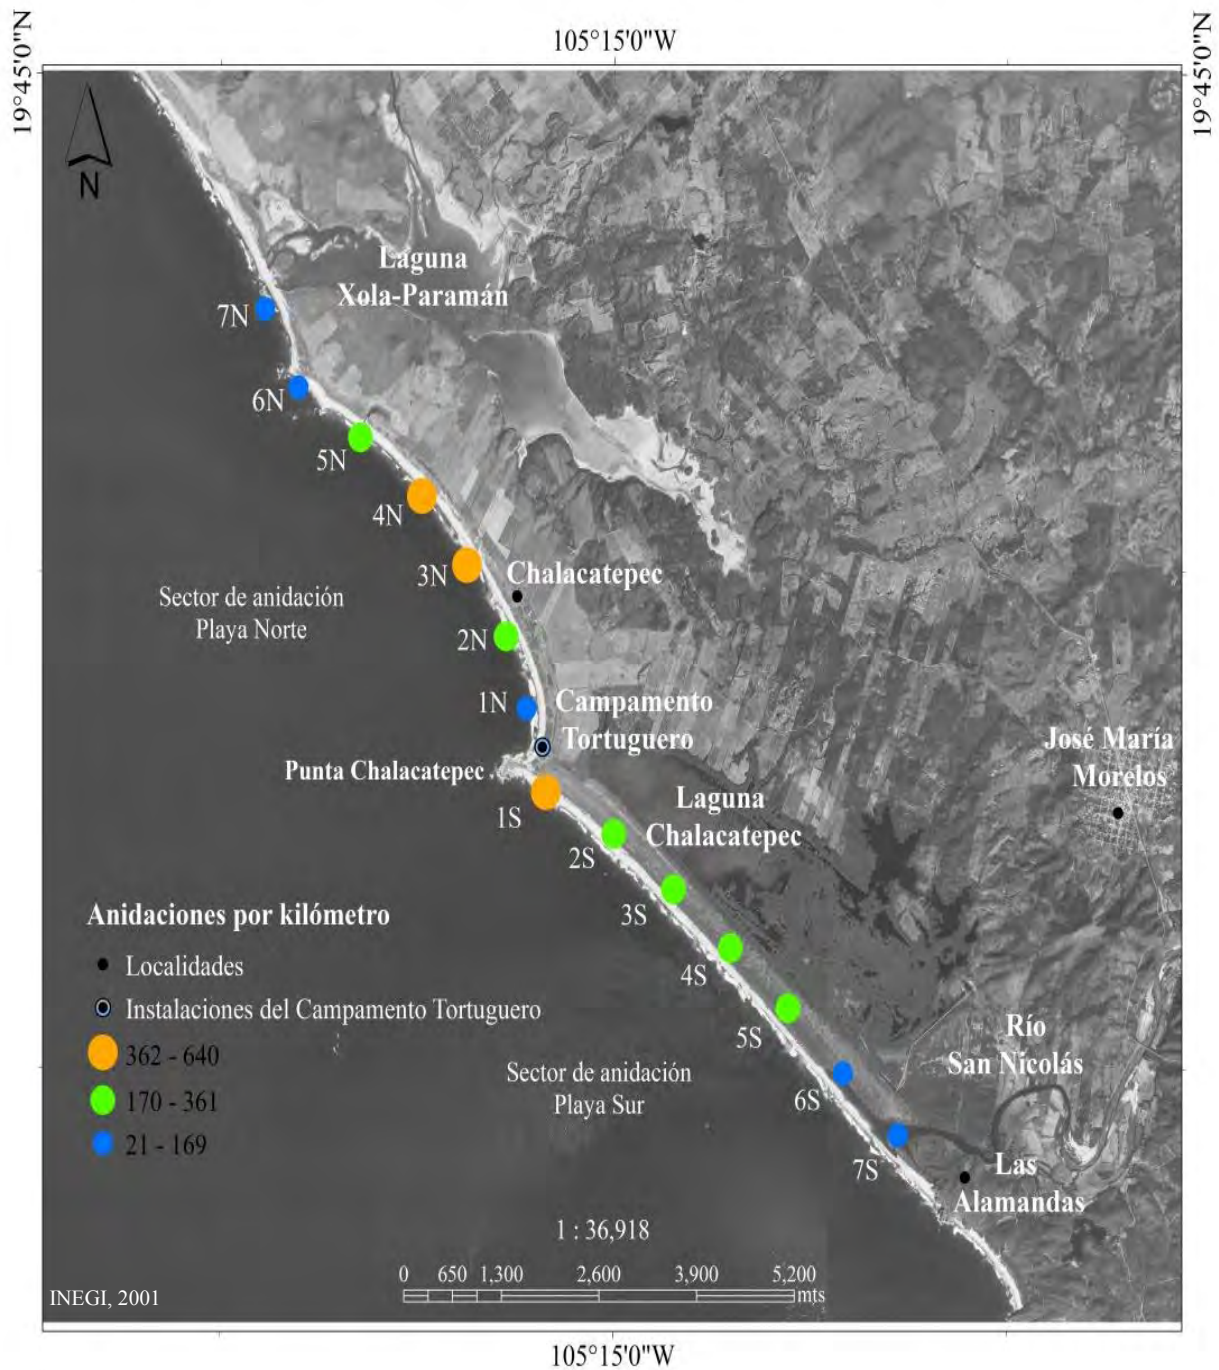 105°15'0"W
19°45'0"N
19°45'0"N
N
Laguna
Xola-Paramán
7N
6N
5N
4N
3N
Chalacatepec
Sector de anidación
Playa Norte
2N
1N
Campamento
Tortuguero
José María
Morelos
Punta Chalacatepec
1S
Laguna
Chalacatepec
2S
3S
Anidaciones por kilómetro
Localidades
4S
Instalaciones del Campamento Tortuguero
5S
Río
San Nicolás
362 - 640
Sector de anidación
Playa Sur
6S
170 - 361
21 - 169
7S
Las
Alamandas
1 : 36,918
0 650 1,300 2,600 3,900 5,200
mts
INEGI, 2001
105°15'0"W